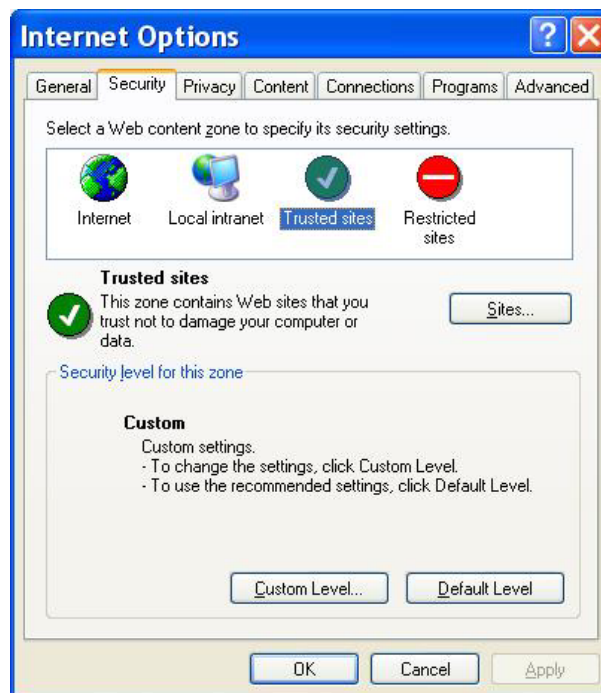 Internet Options
General Security Privacy Content Connections Programs Advanced
Select a Web content zone to specify its security settings.
Internet Local intranet Trusted sites Restricted
sites
Trusted sites
This zone contains Web sites that you
trust not to damage your computer or
data.
Sites...
Security level for this zone
Custom
Custom settings.
- To change the settings, click Custom Level.
- To use the recommended settings, click Default Level.
Custom Level... Default Level
OK Cancel Apply